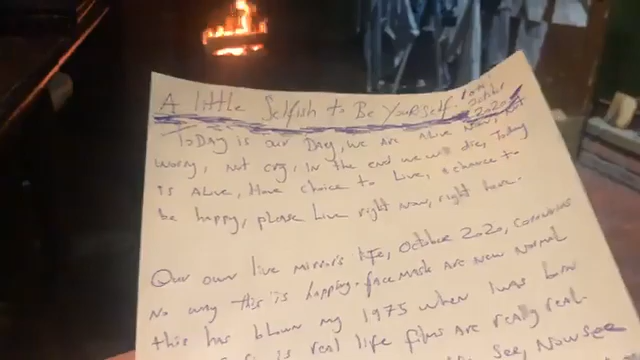 A little Selfish to Be Yourself.
October
2020
ToDay is our Day, we are Alive Now, not
worry, not cry, in the end we will die, Today
is Alive, Have choice to Live, a chance to
be happy, please Live right now, right here.
Our own live mirror's life, October 2020, Coronavirus
No way this is happing. facemask are New Normal
this has blown my 1975 when I was born
is real life films are really real.
See, Now see